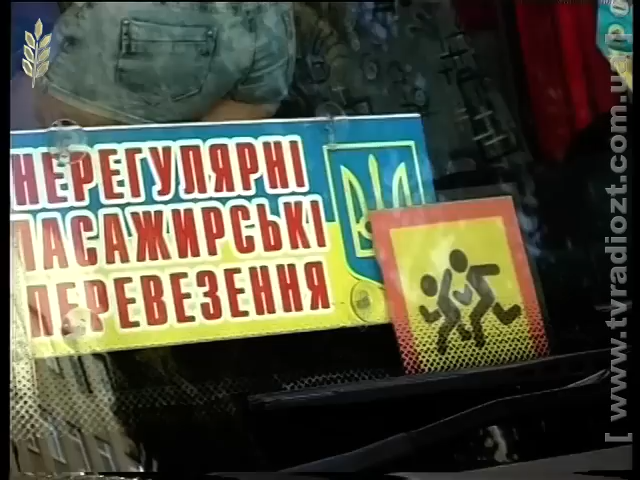 НЕРЕГУЛЯРНІ
ПАСАЖИРСЬКІ
ПЕРЕВЕЗЕННЯ
[ www.tvradiozt.com.ua